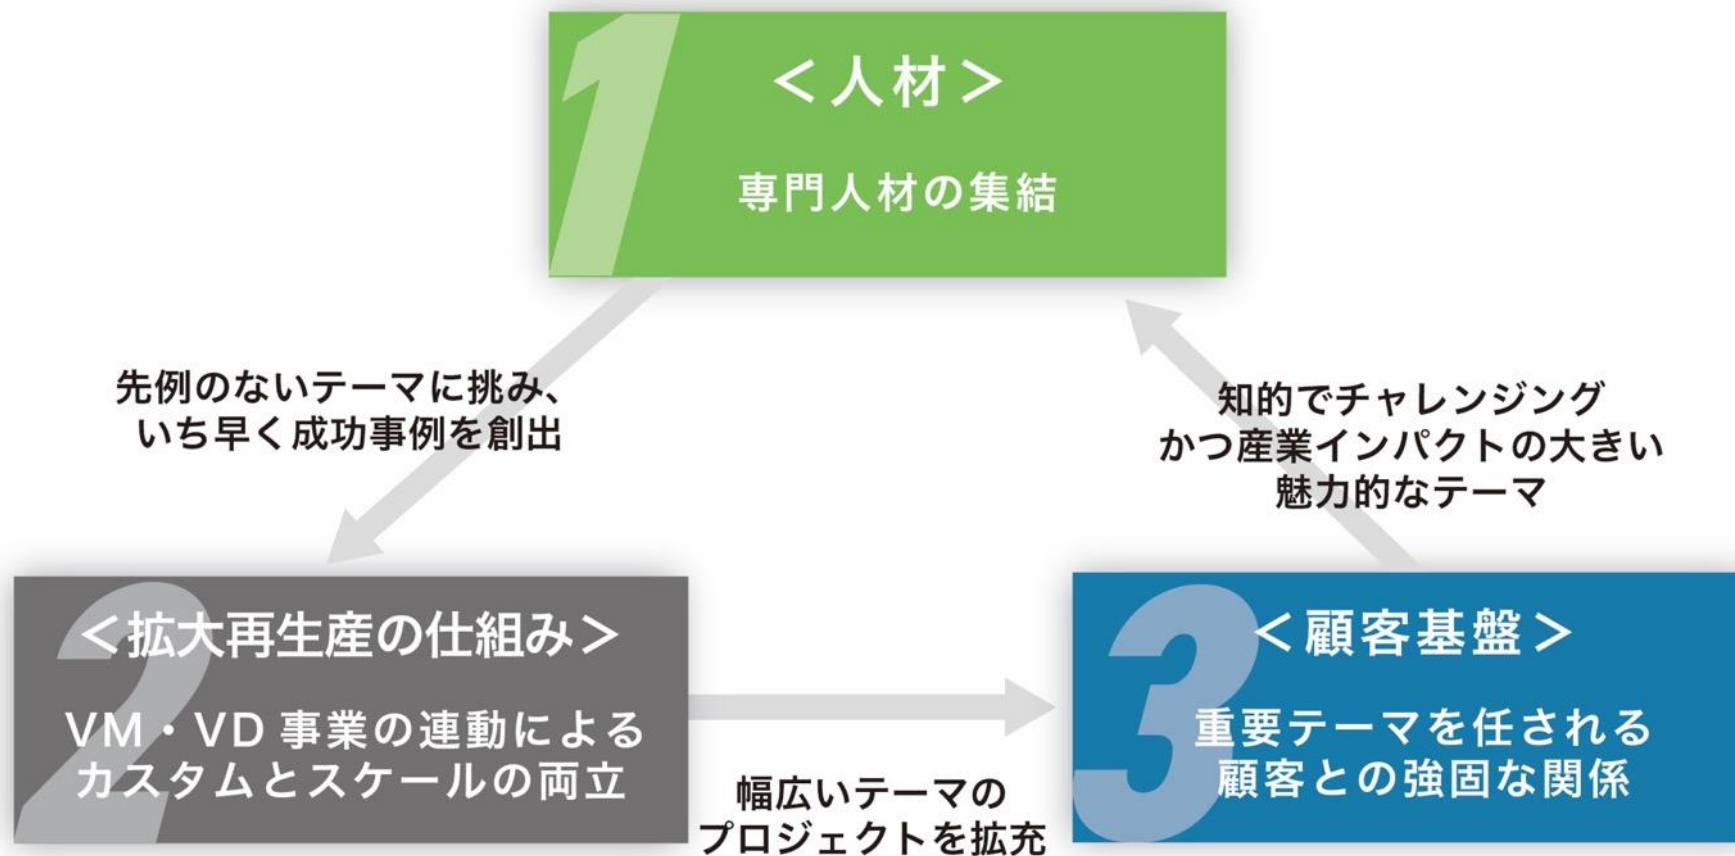 1
＜人材＞
専門人材の集結
先例のないテーマに挑み、
いち早く成功事例を創出
知的でチャレンジング
かつ産業インパクトの大きい
魅力的なテーマ
2
＜拡大再生産の仕組み＞
VM・VD 事業の連動による
カスタムとスケールの両立
幅広いテーマの
プロジェクトを拡充
3
＜顧客基盤＞
重要テーマを任される
顧客との強固な関係